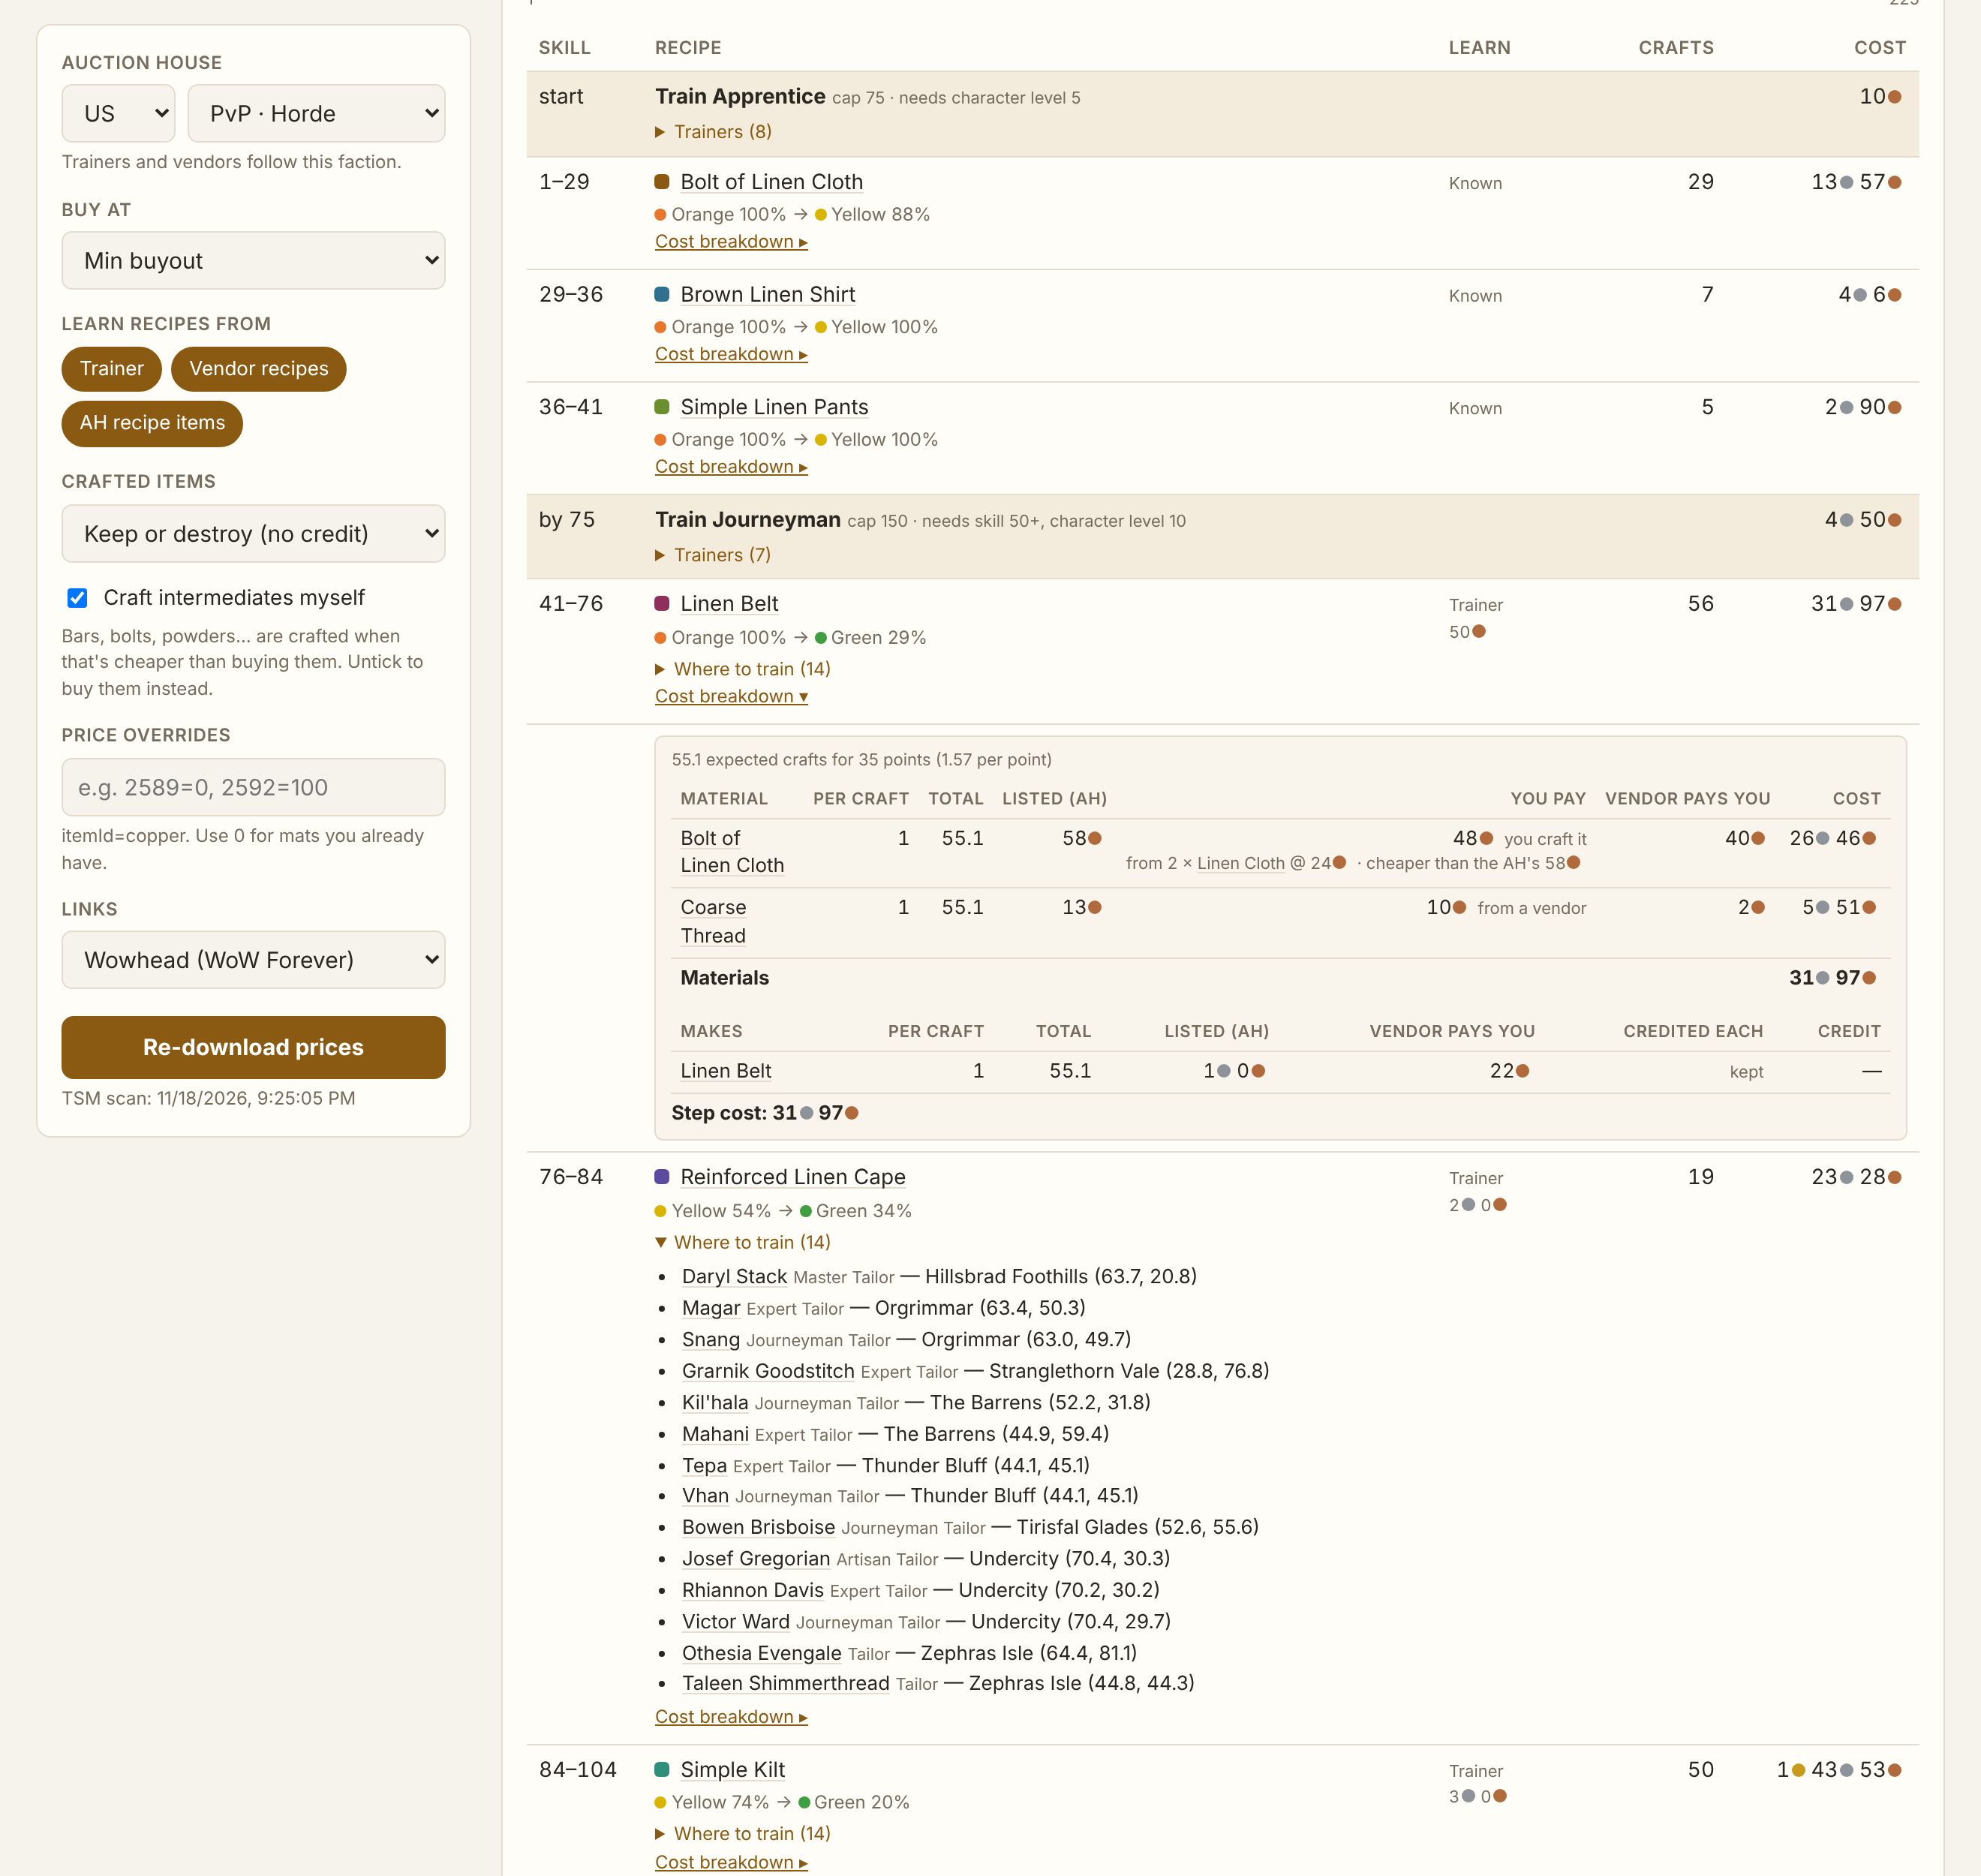 AUCTION HOUSE
US
PvP · Horde
Trainers and vendors follow this faction.
BUY AT
Min buyout
LEARN RECIPES FROM
Trainer
Vendor recipes
AH recipe items
CRAFTED ITEMS
Keep or destroy (no credit)
Craft intermediates myself
Bars, bolts, powders... are crafted when
that's cheaper than buying them. Untick to
buy them instead.
PRICE OVERRIDES
e.g. 2589=0, 2592=100
itemId=copper. Use 0 for mats you already
have.
LINKS
Wowhead (WoW Forever)
Re-download prices
TSM scan: 11/18/2026, 9:25:05 PM
SKILL RECIPE LEARN CRAFTS COST
start Train Apprentice cap 75 · needs character level 5 10
▶ Trainers (8)
1–29 Bolt of Linen Cloth Known 29 13 57
Orange 100% → Yellow 88%
Cost breakdown ▸
29–36 Brown Linen Shirt Known 7 4 6
Orange 100% → Yellow 100%
Cost breakdown ▸
36–41 Simple Linen Pants Known 5 2 90
Orange 100% → Yellow 100%
Cost breakdown ▸
by 75 Train Journeyman cap 150 · needs skill 50+, character level 10 4 50
▶ Trainers (7)
41–76 Linen Belt Trainer 56 31 97
50
Orange 100% → Green 29%
▶ Where to train (14)
Cost breakdown ▾
55.1 expected crafts for 35 points (1.57 per point)
MATERIAL PER CRAFT TOTAL LISTED (AH) YOU PAY VENDOR PAYS YOU COST
Bolt of 1 55.1 58 48 you craft it 40 26 46
Linen Cloth from 2 × Linen Cloth @ 24 · cheaper than the AH's 58
Coarse 1 55.1 13 10 from a vendor 2 5 51
Thread
Materials 31 97
MAKES PER CRAFT TOTAL LISTED (AH) VENDOR PAYS YOU CREDITED EACH CREDIT
Linen Belt 1 55.1 1 0 22 kept —
Step cost: 31 97
76–84 Reinforced Linen Cape Trainer 19 23 28
2 0
Yellow 54% → Green 34%
▼ Where to train (14)
• Daryl Stack Master Tailor — Hillsbrad Foothills (63.7, 20.8)
• Magar Expert Tailor — Orgrimmar (63.4, 50.3)
• Snang Journeyman Tailor — Orgrimmar (63.0, 49.7)
• Grarnik Goodstitch Expert Tailor — Stranglethorn Vale (28.8, 76.8)
• Kil'hala Journeyman Tailor — The Barrens (52.2, 31.8)
• Mahani Expert Tailor — The Barrens (44.9, 59.4)
• Tepa Expert Tailor — Thunder Bluff (44.1, 45.1)
• Vhan Journeyman Tailor — Thunder Bluff (44.1, 45.1)
• Bowen Brisboise Journeyman Tailor — Tirisfal Glades (52.6, 55.6)
• Josef Gregorian Artisan Tailor — Undercity (70.4, 30.3)
• Rhiannon Davis Expert Tailor — Undercity (70.2, 30.2)
• Victor Ward Journeyman Tailor — Undercity (70.4, 29.7)
• Othesia Evengale Tailor — Zephras Isle (64.4, 81.1)
• Taleen Shimmerthread Tailor — Zephras Isle (44.8, 44.3)
Cost breakdown ▸
84–104 Simple Kilt Trainer 50 1 43 53
3 0
Yellow 74% → Green 20%
▶ Where to train (14)
Cost breakdown ▸